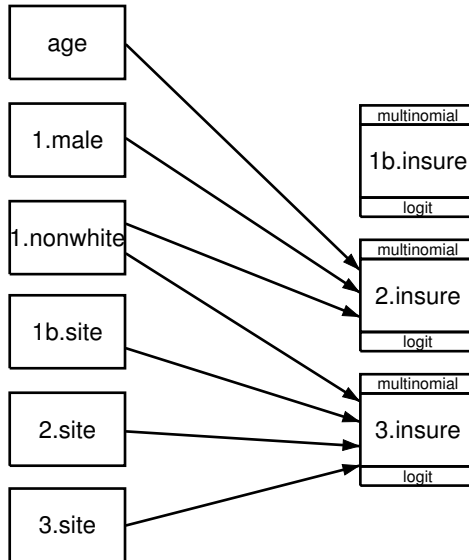 age
1.male
1.nonwhite
1b.site
2.site
3.site
multinomial
1b.insure
logit
multinomial
2.insure
logit
multinomial
3.insure
logit